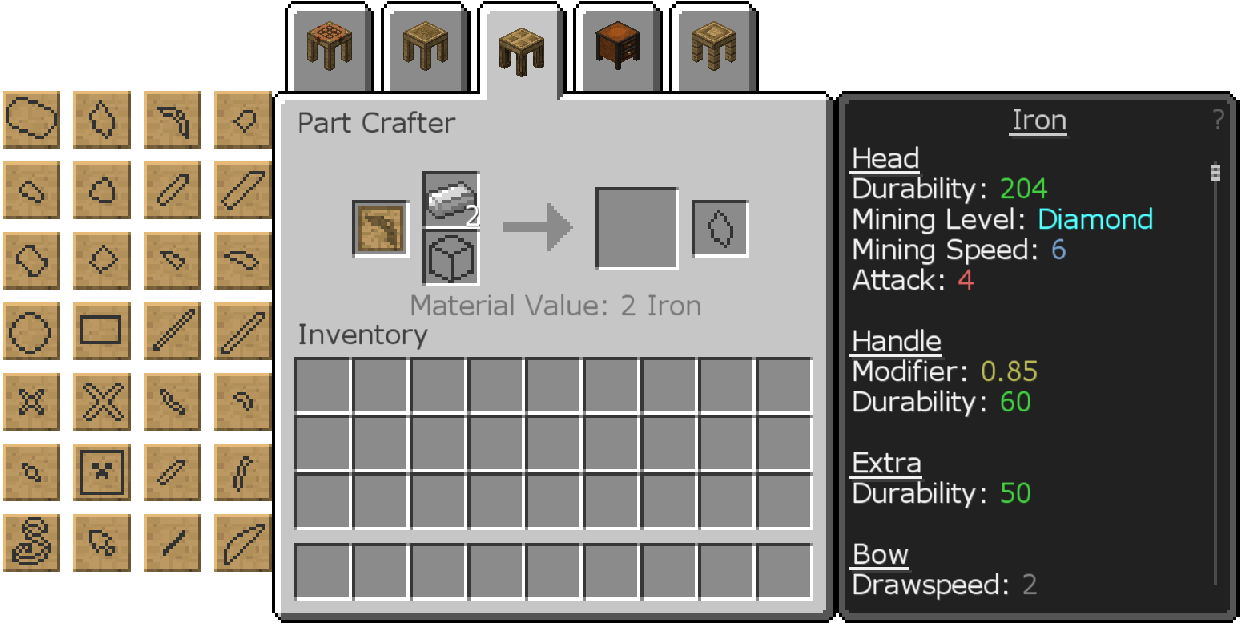 Part Crafter
2
Material Value: 2 Iron
Inventory
Iron
?
Head
Durability: 204
Mining Level: Diamond
Mining Speed: 6
Attack: 4
Handle
Modifier: 0.85
Durability: 60
Extra
Durability: 50
Bow
Drawspeed: 2